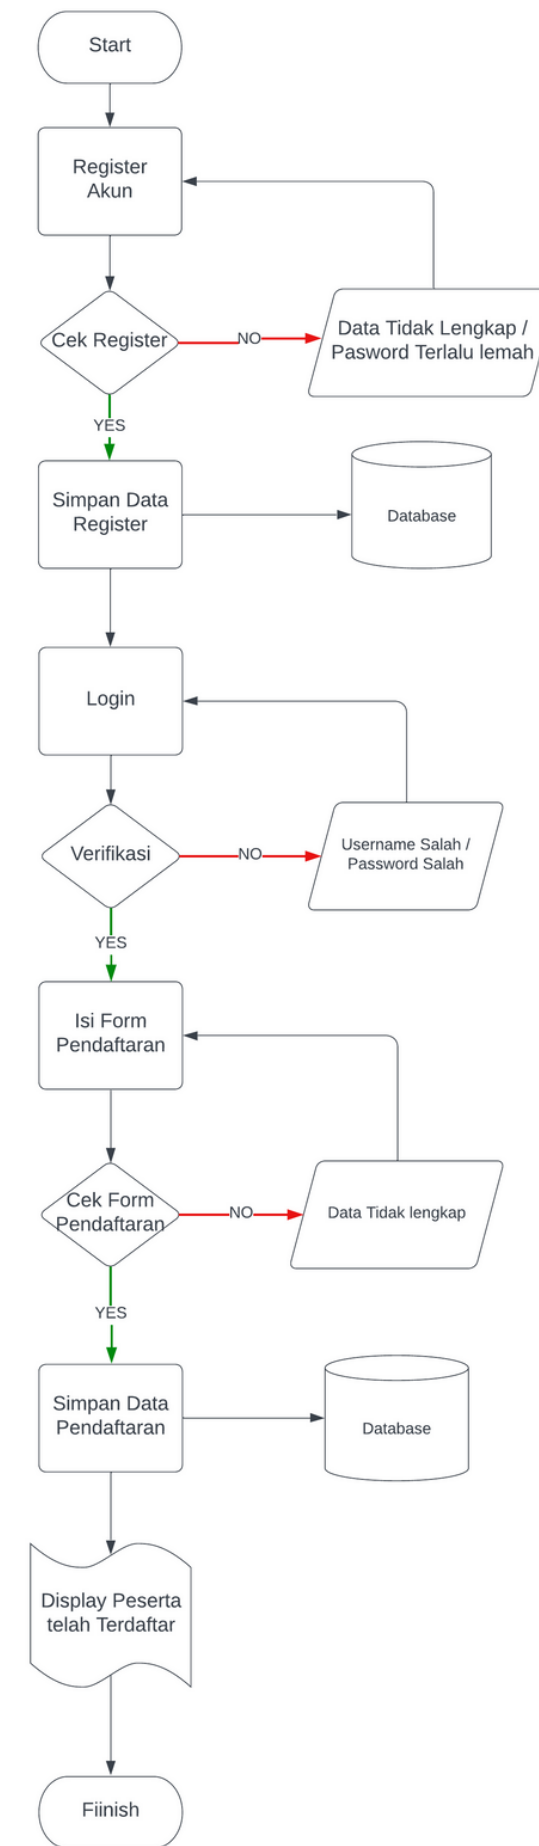 Start
Register
Akun
Cek Register
NO
Data Tidak Lengkap /
Pasword Terlalu lemah
YES
Simpan Data
Register
Database
Login
Verifikasi
NO
Username Salah /
Password Salah
YES
Isi Form
Pendaftaran
Cek Form
Pendaftaran
NO
Data Tidak lengkap
YES
Simpan Data
Pendaftaran
Database
Display Peserta
telah Terdaftar
Fiinish